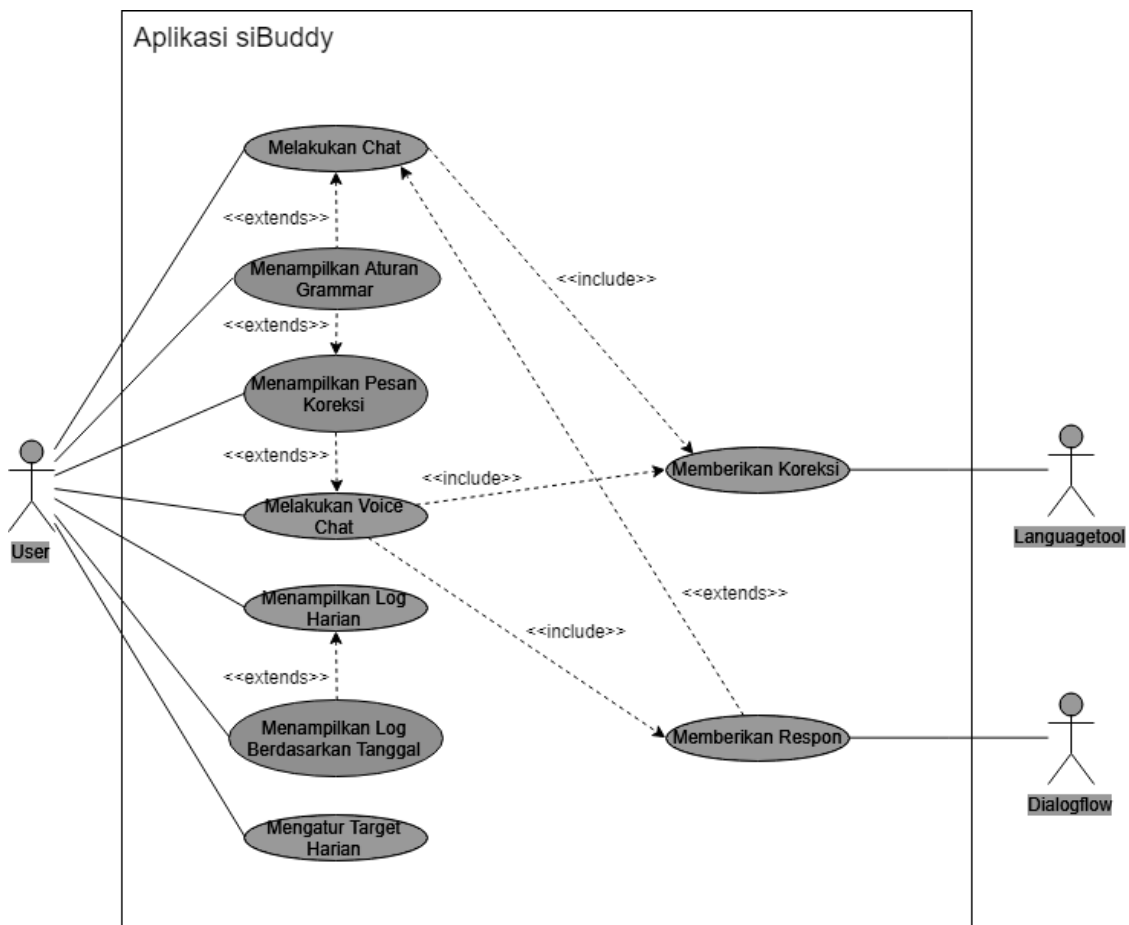 Aplikasi siBuddy
Melakukan Chat
<<extends>>
Menampilkan Aturan
Grammar
<<include>>
<<extends>>
Menampilkan Pesan
Koreksi
<<extends>>
<<include>>
Memberikan Koreksi
Melakukan Voice
Chat
Languagetool
User
Menampilkan Log
Harian
<<extends>>
<<include>>
<<extends>>
Menampilkan Log
Berdasarkan Tanggal
Memberikan Respon
Dialogflow
Mengatur Target
Harian